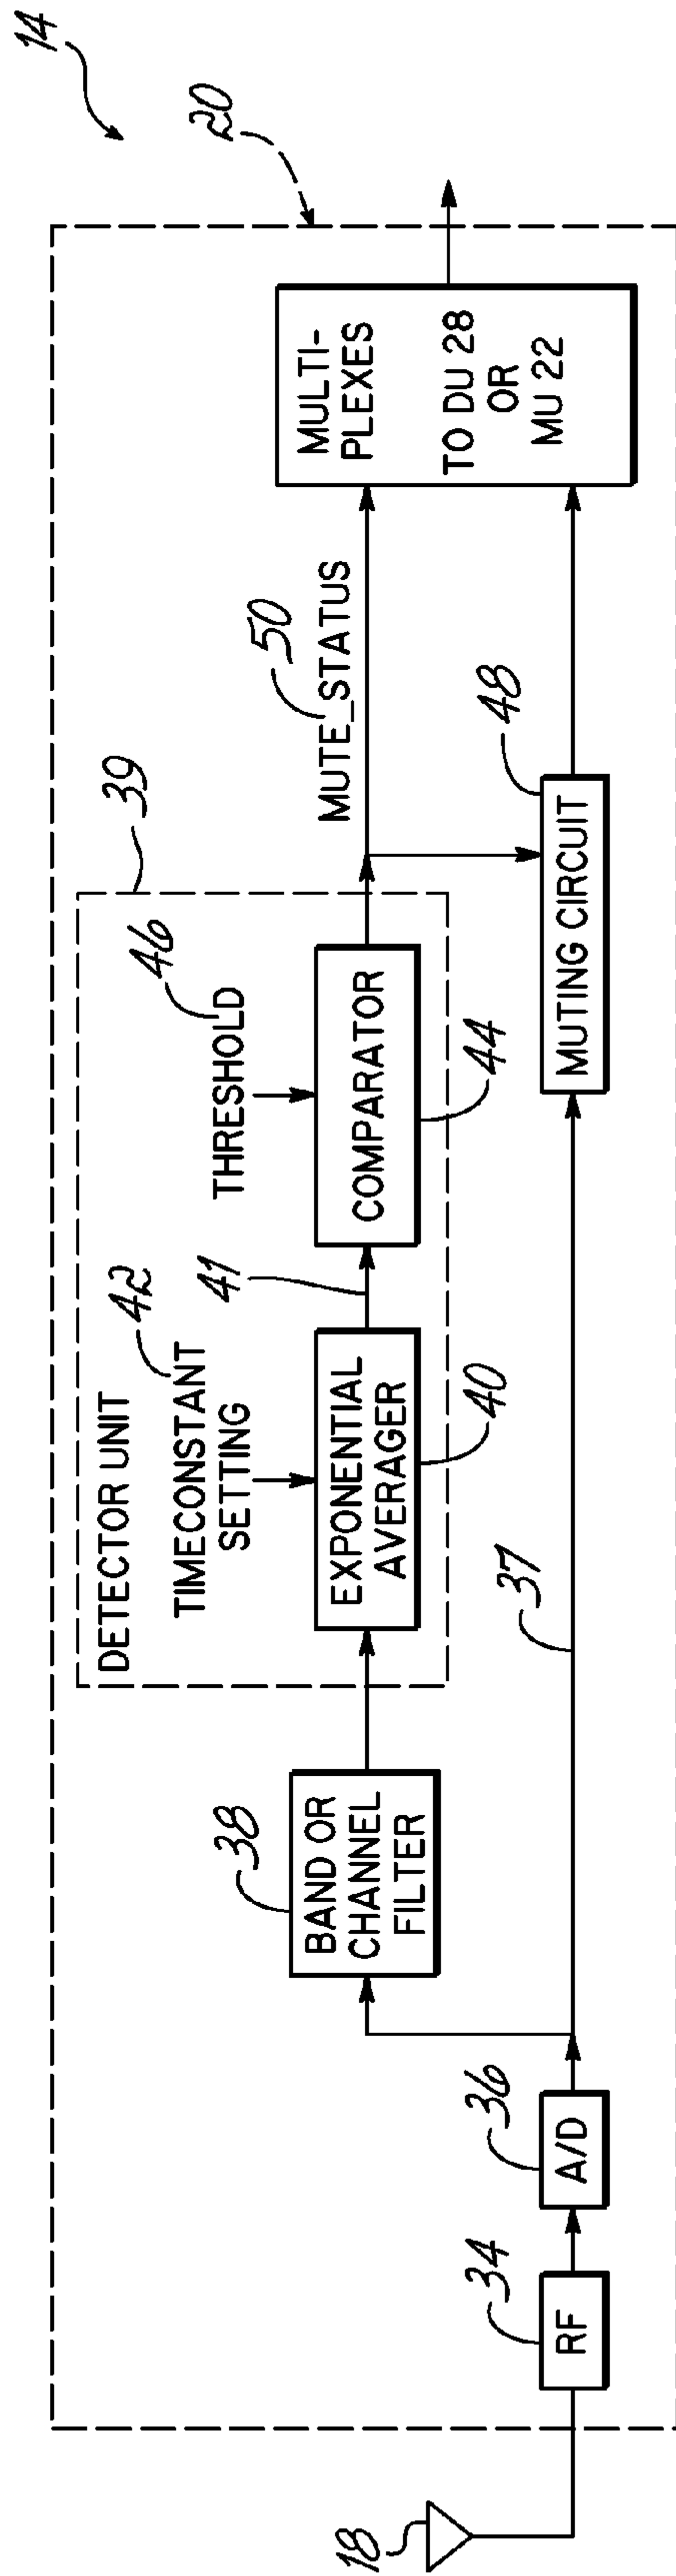 14
20
39
DETECTOR UNIT
42
TIMECONSTANT
SETTING
46
THRESHOLD
38
BAND OR
CHANNEL
FILTER
EXPONENTIAL
AVERAGER
40
41
COMPARATOR
44
50
MUTE_STATUS
MULTI-
PLEXES
TO DU 28
OR
MU 22
18
34
RF
36
A/D
37
48
MUTING CIRCUIT